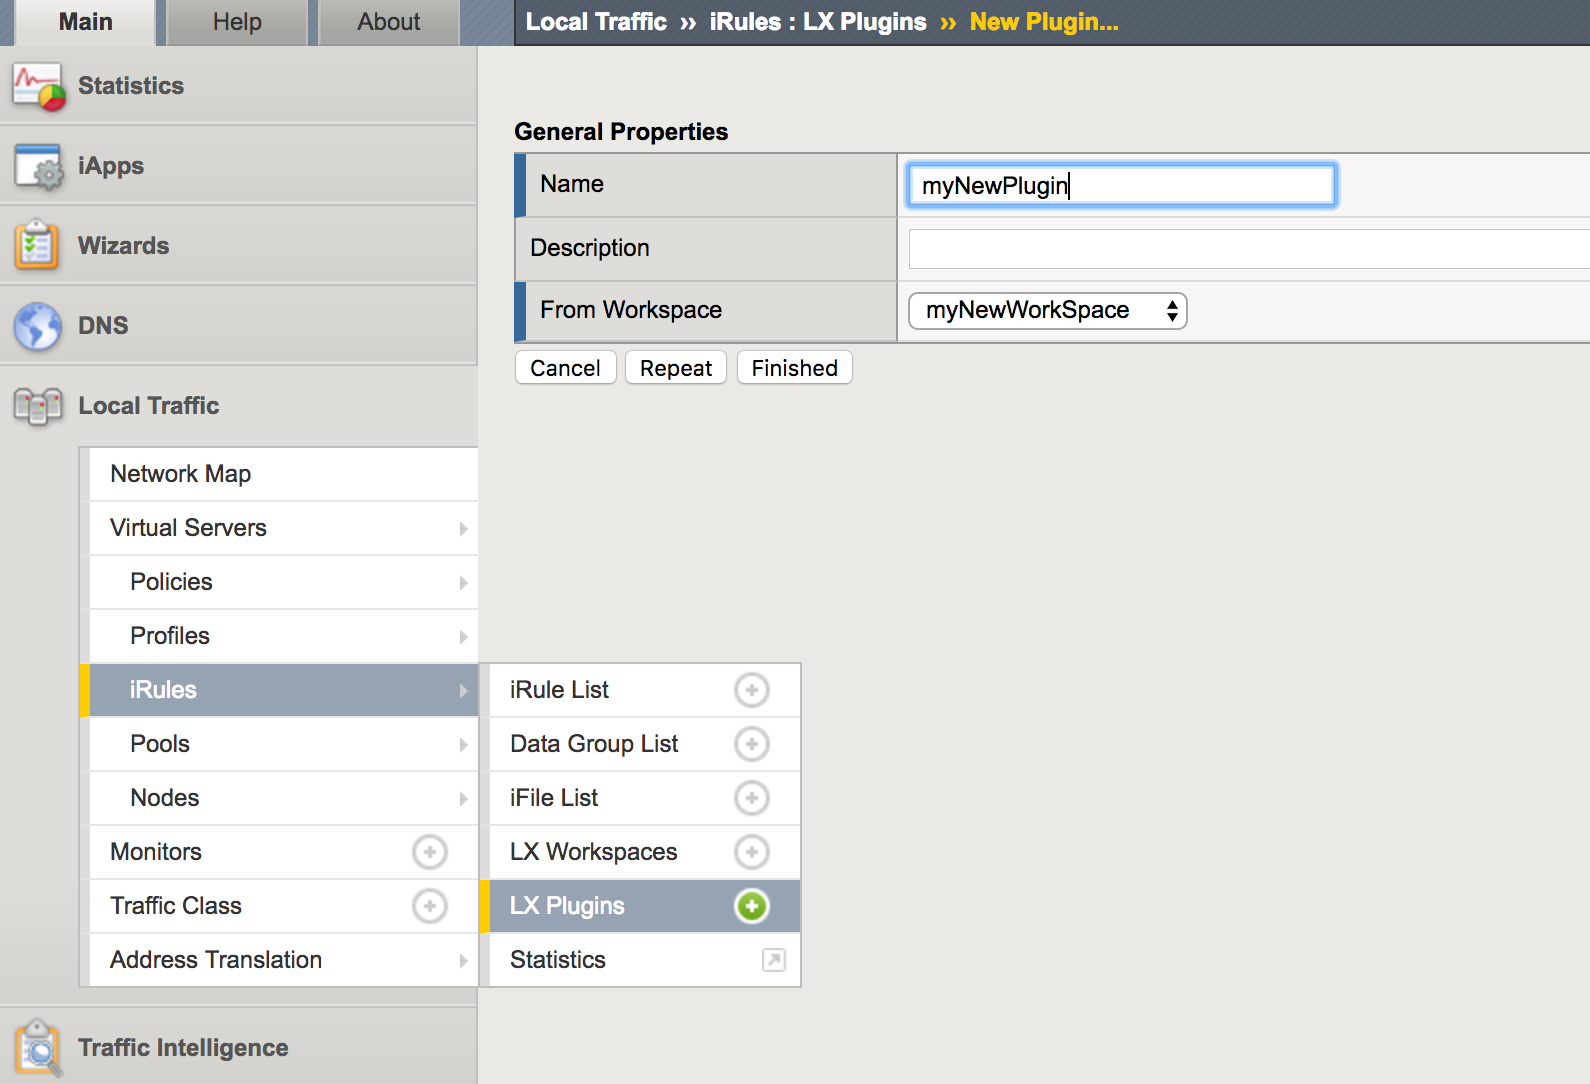 Main
Help
About
Local Traffic ›› iRules : LX Plugins ›› New Plugin...
Statistics
iApps
Wizards
DNS
Local Traffic
Network Map
Virtual Servers
Policies
Profiles
iRules
Pools
Nodes
Monitors
Traffic Class
Address Translation
Traffic Intelligence
iRule List
Data Group List
iFile List
LX Workspaces
LX Plugins
Statistics
General Properties
Name
myNewPlugin
Description
From Workspace
myNewWorkSpace
Cancel
Repeat
Finished